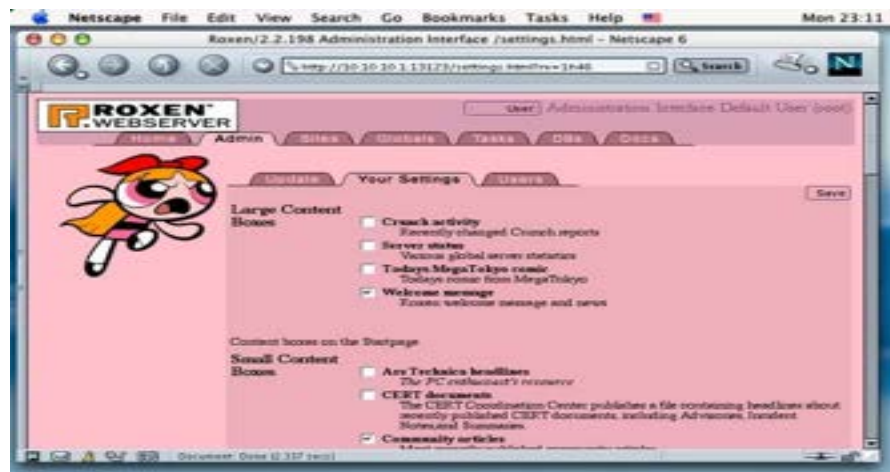 Netscape File Edit View Search Go Bookmarks Tasks Help Mon 23:11
Roxen/2.2.198 Administration Interface /settings.html - Netscape 6
Search N
ROXEN
WEBSERVER
User Administration Interface Default User (root)
Home Admin Sites Globals Tasks DBs Docs
Update Your Settings Users
Save
Large Content
Boxes
Crunch activity
Recently changed Crunch reports
Server status
Various global server statistics
Todays MegaTokyo comic
Todays comic from MegaTokyo
Welcome message
Roxen welcome message and news
Content boxes on the Startpage
Small Content
Boxes
Ars Technica headlines
The PC enthusiast's resource
CERT documents
The CERT Coordination Center publishes a file containing headlines about
recently published CERT documents, including Advisories, Incident
Notes, and Summaries.
Community articles
Document: Done